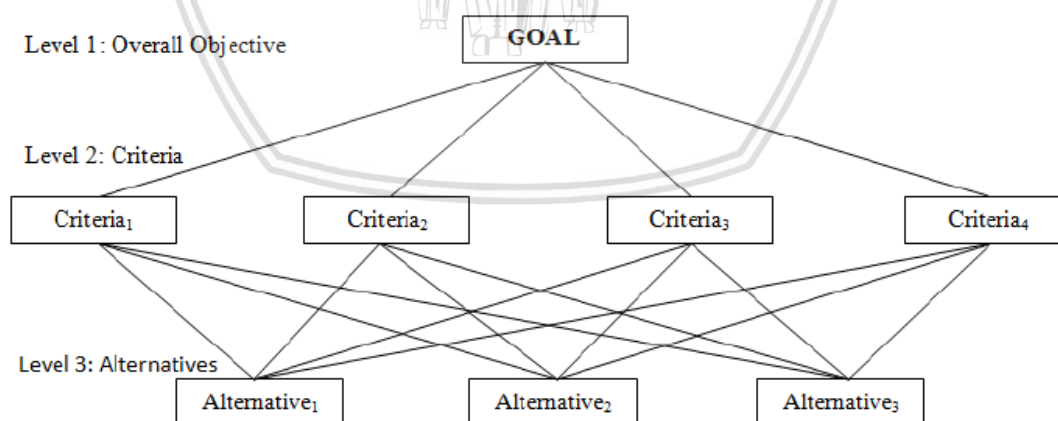 Level 1: Overall Objective
GOAL
Level 2: Criteria
Criteria₁
Criteria₂
Criteria₃
Criteria₄
Level 3: Alternatives
Alternative₁
Alternative₂
Alternative₃